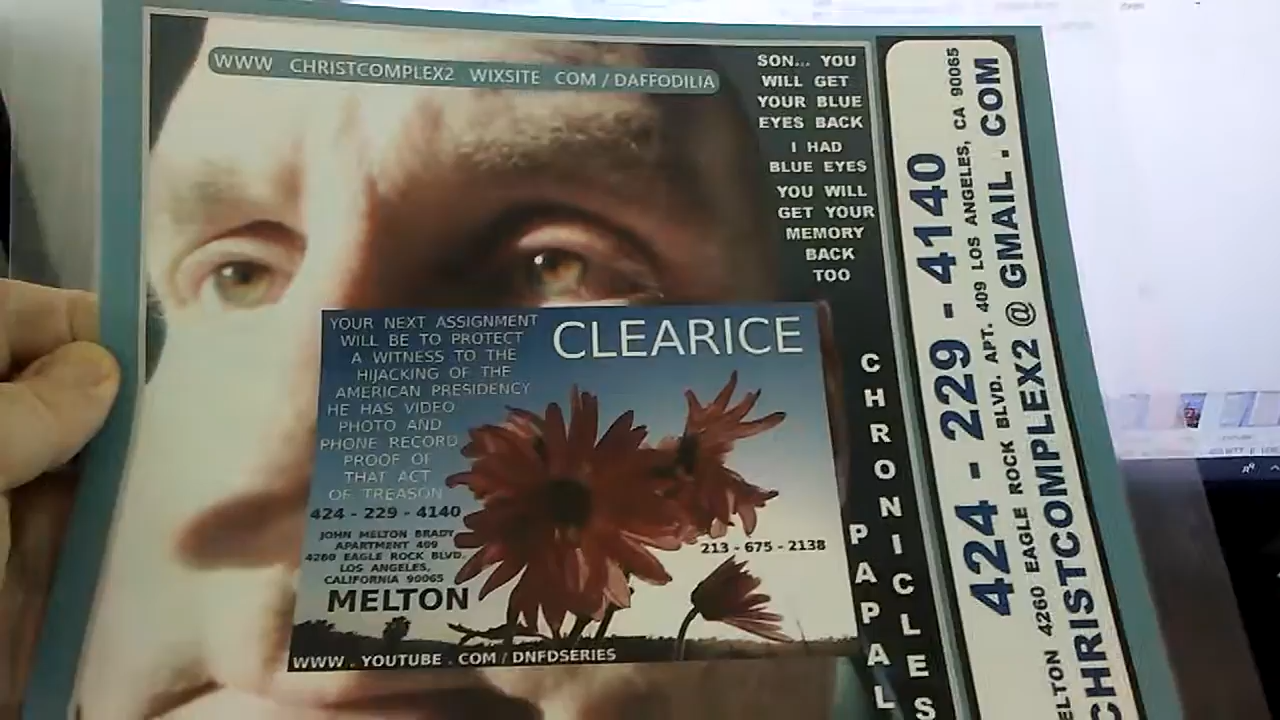 WWW CHRISTCOMPLEX2 WIXSITE COM / DAFFODILIA
SON... YOU
WILL GET
YOUR BLUE
EYES BACK
I HAD
BLUE EYES
YOU WILL
GET YOUR
MEMORY
BACK
TOO
YOUR NEXT ASSIGNMENT
WILL BE TO PROTECT
A WITNESS TO THE
HIJACKING OF THE
AMERICAN PRESIDENCY
HE HAS VIDEO
PHOTO AND
PHONE RECORD
PROOF OF
THAT ACT
OF TREASON
424 - 229 - 4140
JOHN MELTON BRADY
APARTMENT 409
4260 EAGLE ROCK BLVD.
LOS ANGELES,
CALIFORNIA 90065
MELTON
CLEARICE
213 - 675 - 2138
WWW . YOUTUBE . COM / DNFDSERIES
PAPAL
CHRONICLES
424 - 229 - 4140
ELTON 4260 EAGLE ROCK BLVD. APT. 409 LOS ANGELES, CA 90065
CHRISTCOMPLEX2 @ GMAIL . COM